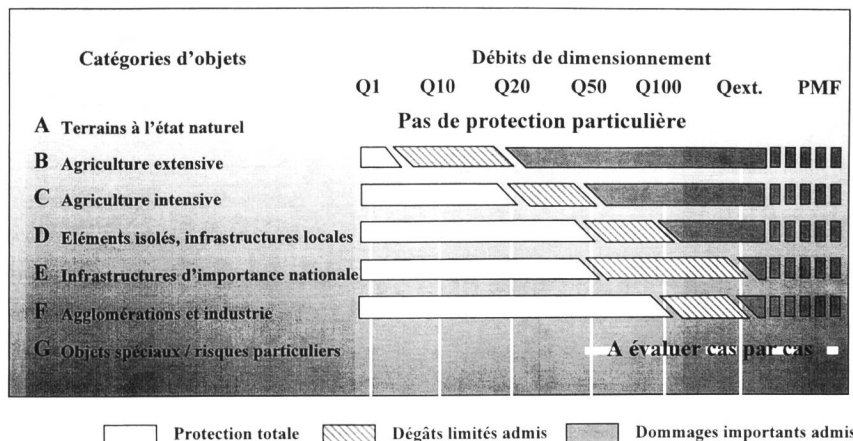 Catégories d'objets
Débits de dimensionnement
Q1 Q10 Q20 Q50 Q100 Qext. PMF
A Terrains à l'état naturel Pas de protection particulière
B Agriculture extensive
C Agriculture intensive
D Eléments isolés, infrastructures locales
E Infrastructures d'importance nationale
F Agglomérations et industrie
G Objets spéciaux / risques particuliers A évaluer cas par cas
Protection totale Dégâts limités admis Dommages importants admis